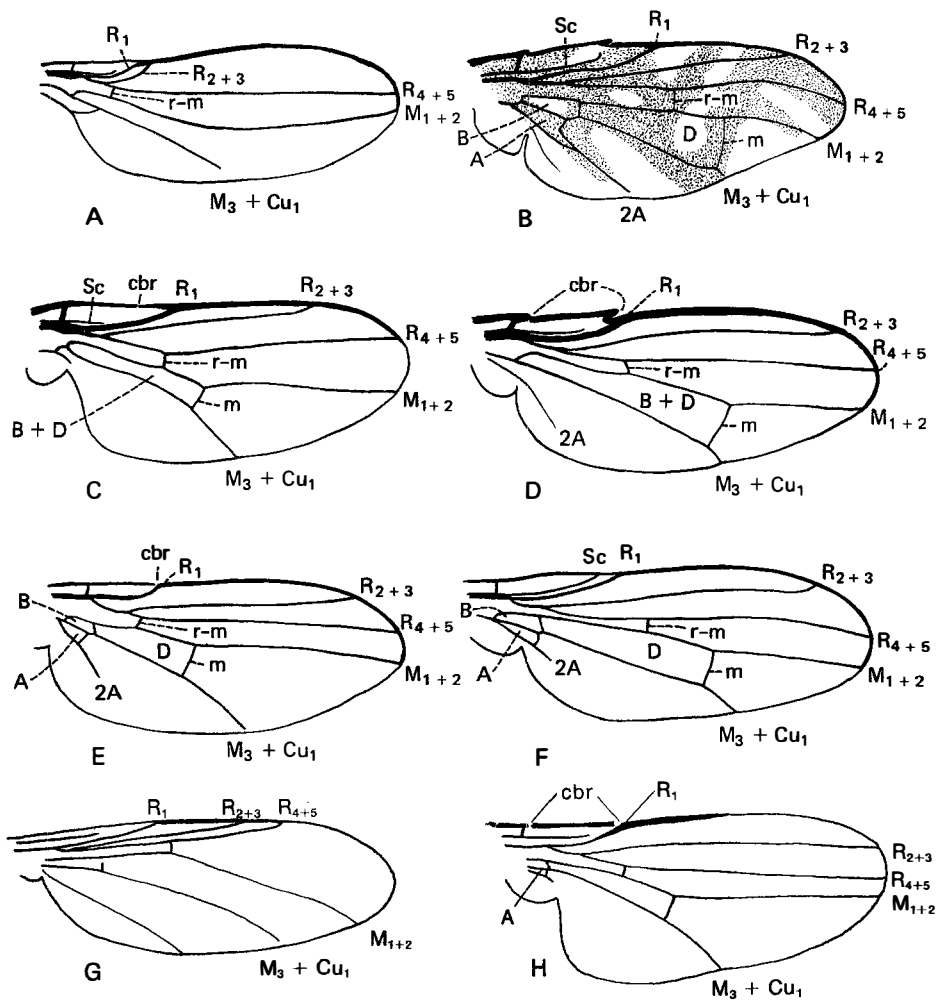 R₁
R₂₊₃
r–m
R₄₊₅
M₁₊₂
M₃ + Cu₁
A
Sc
R₁
R₂₊₃
r–m
R₄₊₅
B
D
A
m
M₁₊₂
M₃ + Cu₁
2A
B
Sc
cbr
R₁
R₂₊₃
R₄₊₅
r–m
M₁₊₂
m
B + D
M₃ + Cu₁
C
cbr
R₁
R₂₊₃
R₄₊₅
r–m
B + D
M₁₊₂
m
2A
M₃ + Cu₁
D
cbr
R₁
R₂₊₃
B
r–m
R₄₊₅
D
m
A
2A
M₁₊₂
M₃ + Cu₁
E
Sc
R₁
R₂₊₃
B
r–m
R₄₊₅
D
A
2A
m
M₁₊₂
M₃ + Cu₁
F
R₁
R₂₊₃
R₄₊₅
M₁₊₂
M₃ + Cu₁
G
cbr
R₁
R₂₊₃
R₄₊₅
M₁₊₂
A
M₃ + Cu₁
H